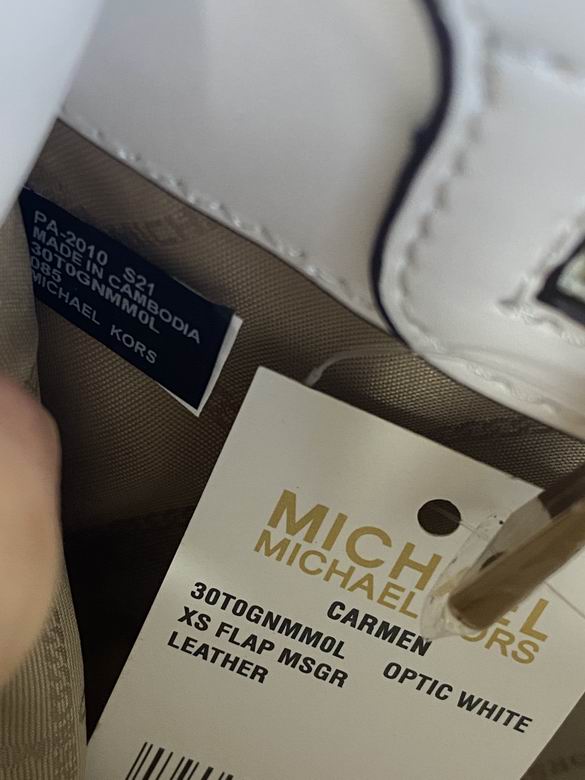 PA-2010 S21
MADE IN CAMBODIA
30T0GNMM0L
085
MICHAEL KORS
MICHAEL
MICHAEL KORS
CARMEN
30T0GNMM0L OPTIC WHITE
XS FLAP MSGR
LEATHER